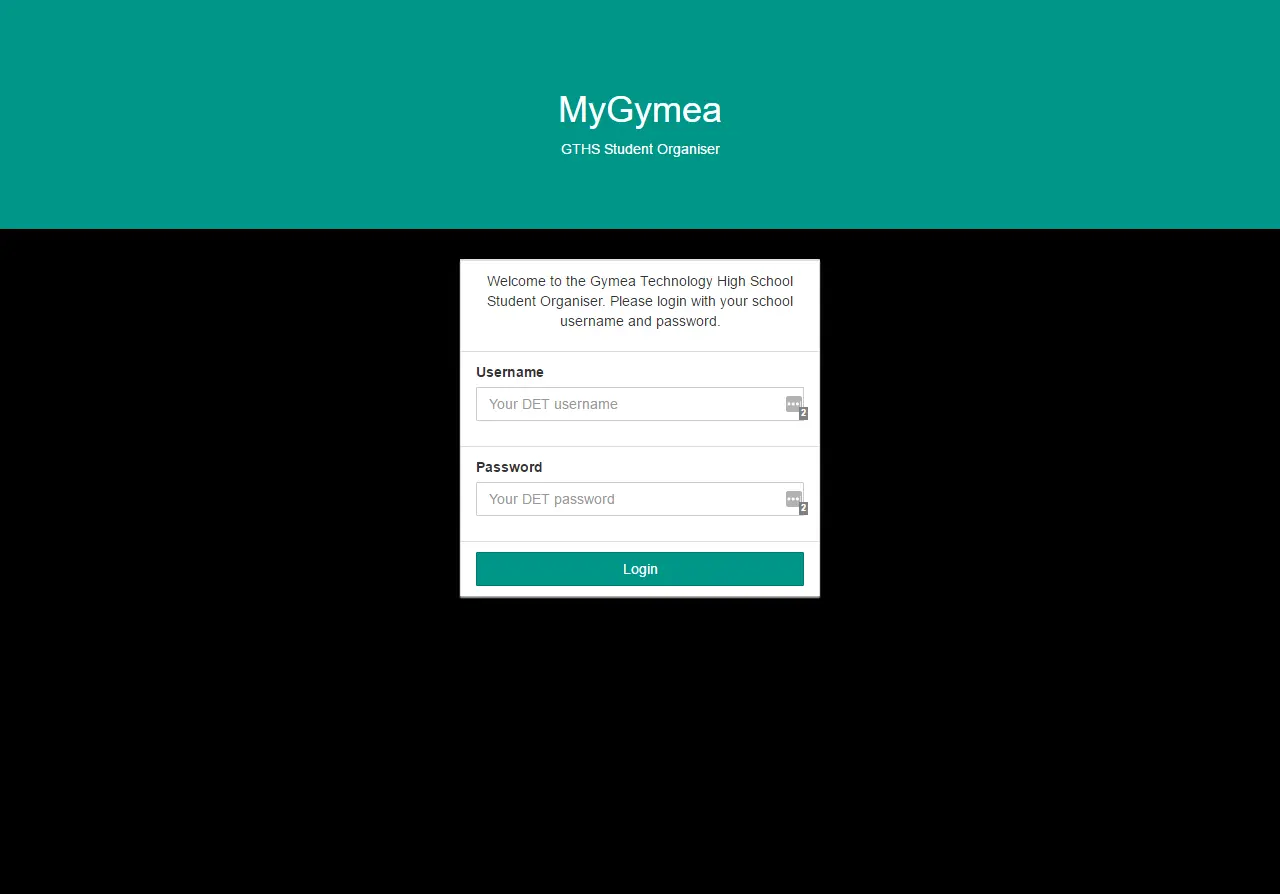 MyGymea
GTHS Student Organiser
Welcome to the Gymea Technology High School
Student Organiser. Please login with your school
username and password.
Username
Your DET username
2
Password
Your DET password
2
Login